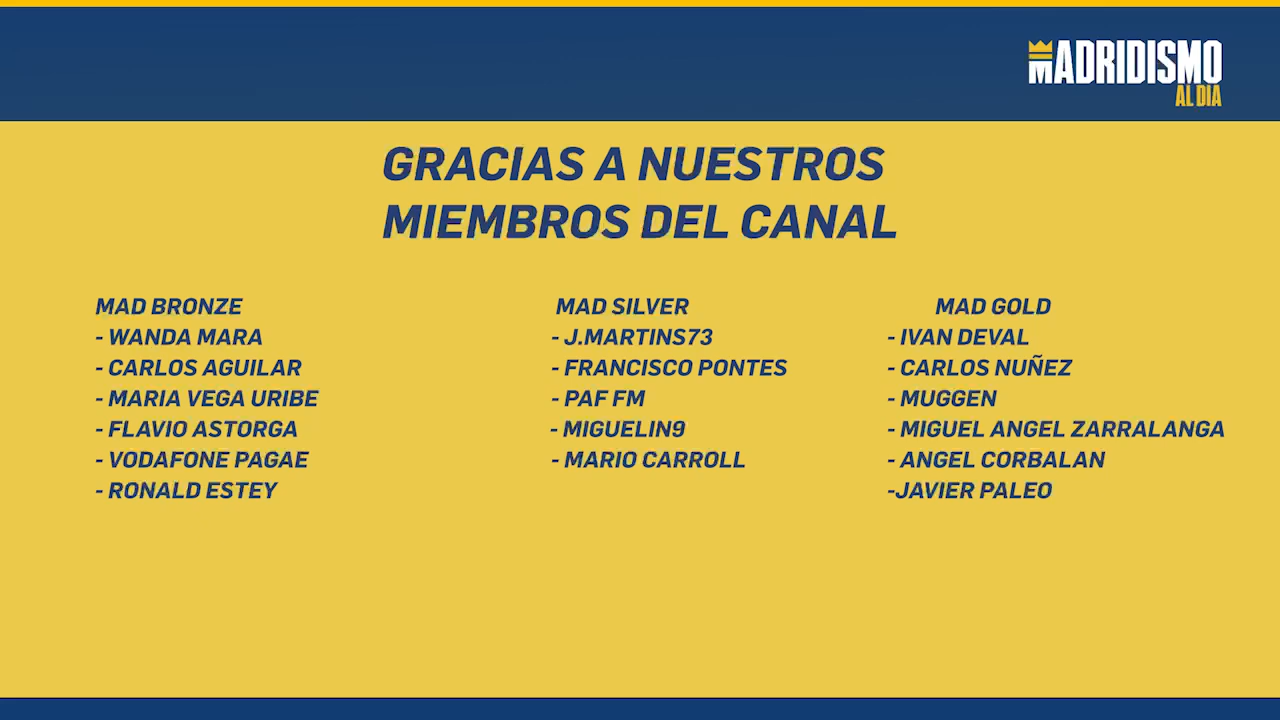 MADRIDISMO
AL DIA
GRACIAS A NUESTROS
MIEMBROS DEL CANAL
MAD BRONZE
- WANDA MARA
- CARLOS AGUILAR
- MARIA VEGA URIBE
- FLAVIO ASTORGA
- VODAFONE PAGAE
- RONALD ESTEY
MAD SILVER
- J.MARTINS73
- FRANCISCO PONTES
- PAF FM
- MIGUELIN9
- MARIO CARROLL
MAD GOLD
- IVAN DEVAL
- CARLOS NUÑEZ
- MUGGEN
- MIGUEL ANGEL ZARRALANGA
- ANGEL CORBALAN
-JAVIER PALEO